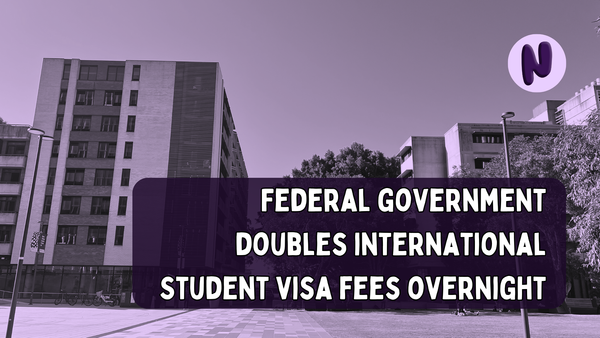 N
FEDERAL GOVERNMENT
DOUBLES INTERNATIONAL
STUDENT VISA FEES OVERNIGHT